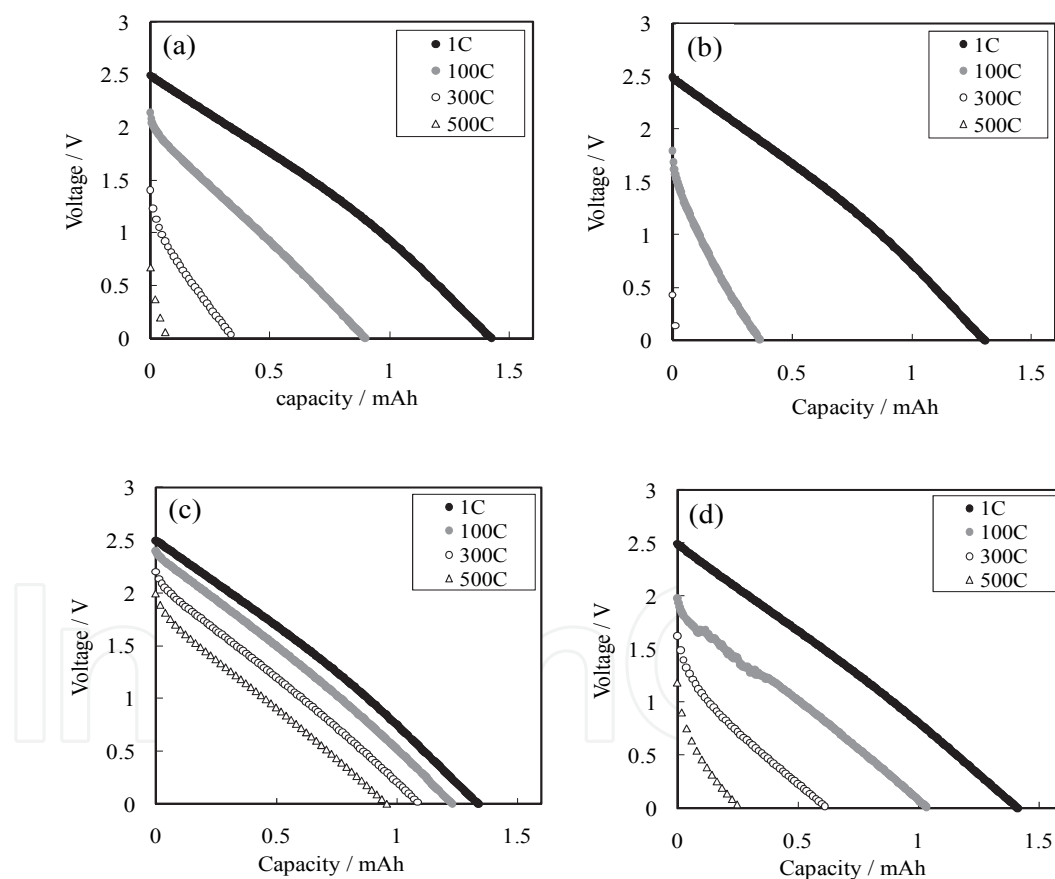 (a)
1C
100C
300C
500C
3
2.5
2
1.5
1
0.5
0
Voltage / V
0 0.5 1 1.5
capacity / mAh
(b)
1C
100C
300C
500C
3
2.5
2
1.5
1
0.5
0
Voltage / V
0 0.5 1 1.5
Capacity / mAh
(c)
1C
100C
300C
500C
3
2.5
2
1.5
1
0.5
0
Voltage / V
0 0.5 1 1.5
Capacity / mAh
(d)
1C
100C
300C
500C
3
2.5
2
1.5
1
0.5
0
Voltage / V
0 0.5 1 1.5
Capacity / mAh